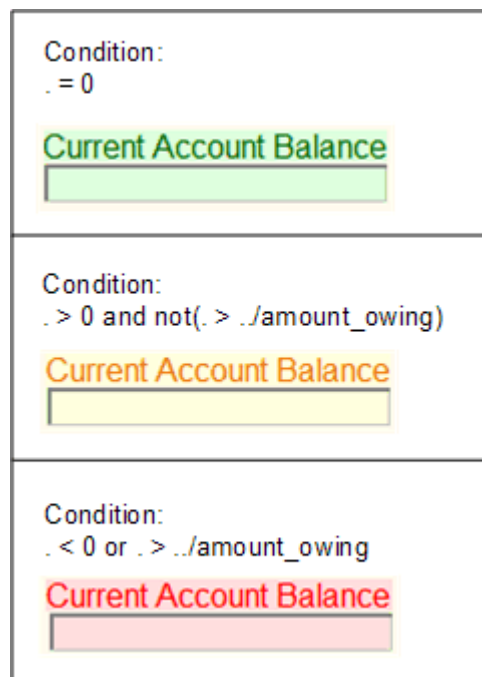 Condition:
. = 0
Current Account Balance
Condition:
. > 0 and not(. > ../amount_owing)
Current Account Balance
Condition:
. < 0 or . > ../amount_owing
Current Account Balance